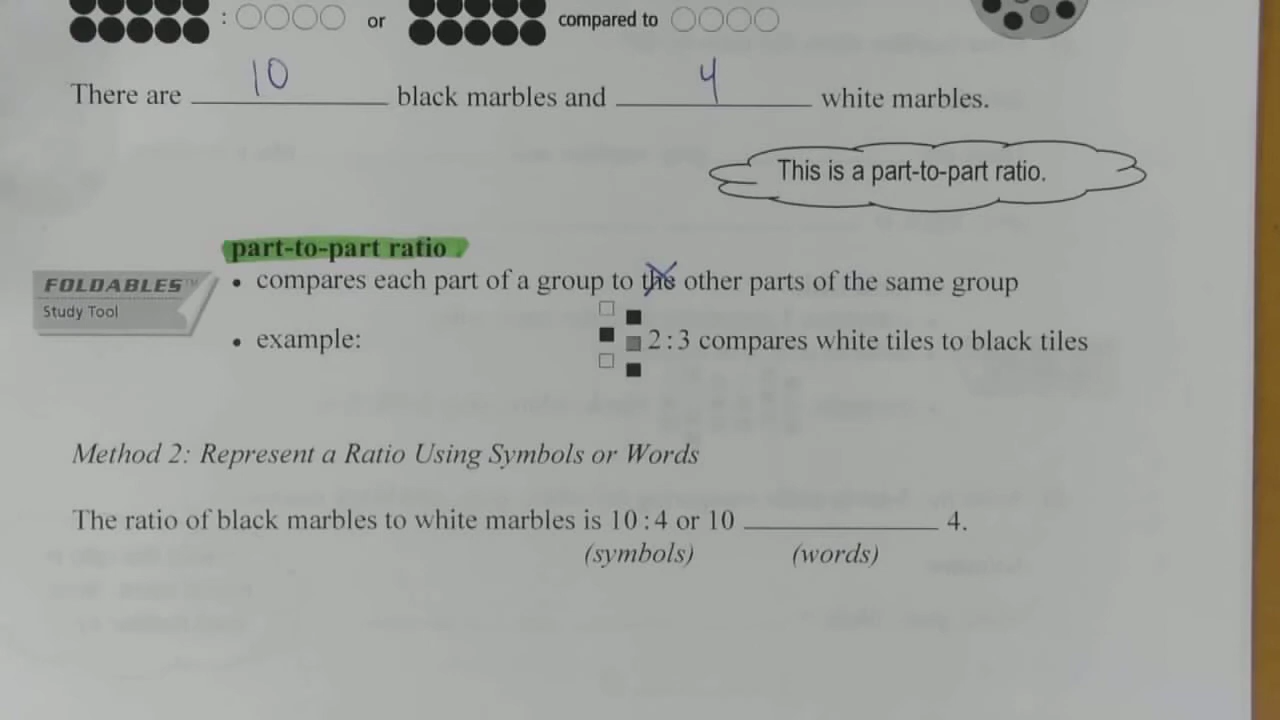 : or compared to
There are 10 black marbles and 4 white marbles.
This is a part-to-part ratio.
part-to-part ratio
FOLDABLES™
Study Tool
• compares each part of a group to the other parts of the same group
• example: 2:3 compares white tiles to black tiles
Method 2: Represent a Ratio Using Symbols or Words
The ratio of black marbles to white marbles is 10:4 or 10 ____________ 4.
(symbols) (words)